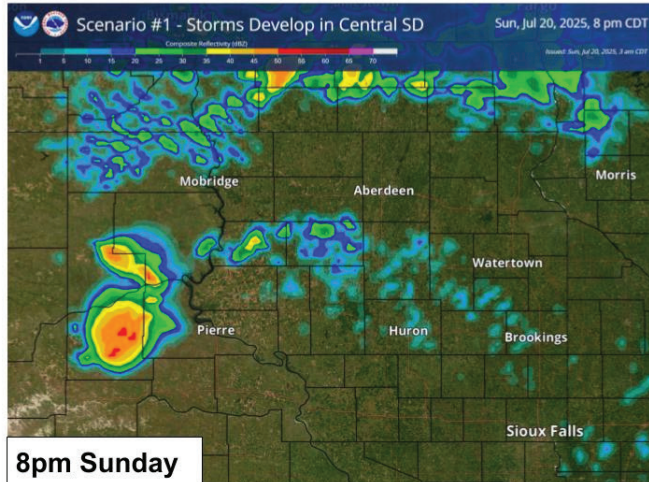 Scenario #1 - Storms Develop in Central SD
Sun, Jul 20, 2025, 8 pm CDT
Composite Reflectivity (dBZ)
1 5 10 15 20 25 30 35 40 45 50 55 60 65 70
Issued: Sun, Jul 20, 2025, 3 am CDT
Mobridge
Aberdeen
Morris
Watertown
Pierre
Huron
Brookings
Sioux Falls
8pm Sunday